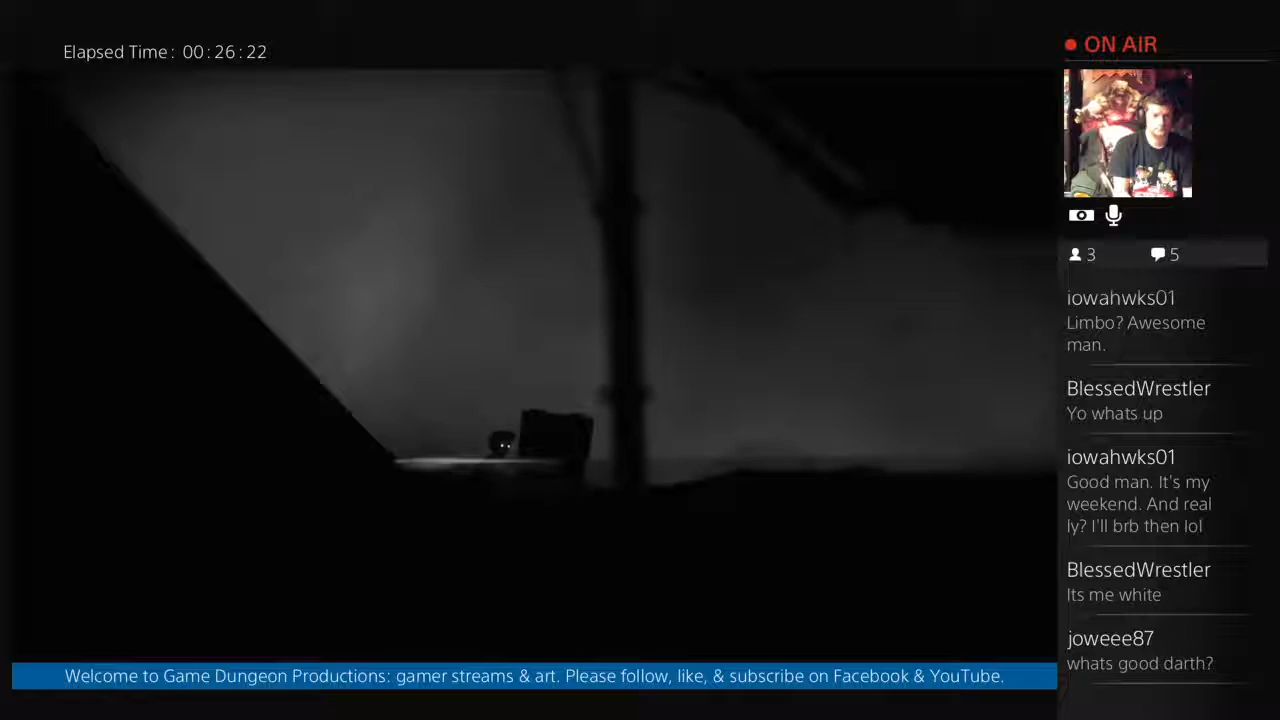 Elapsed Time: 00:26:22
ON AIR
3
5
iowahwks01
Limbo? Awesome
man.
BlessedWrestler
Yo whats up
iowahwks01
Good man. It's my
weekend. And real
ly? I'll brb then lol
BlessedWrestler
Its me white
joweee87
whats good darth?
Welcome to Game Dungeon Productions: gamer streams & art. Please follow, like, & subscribe on Facebook & YouTube.